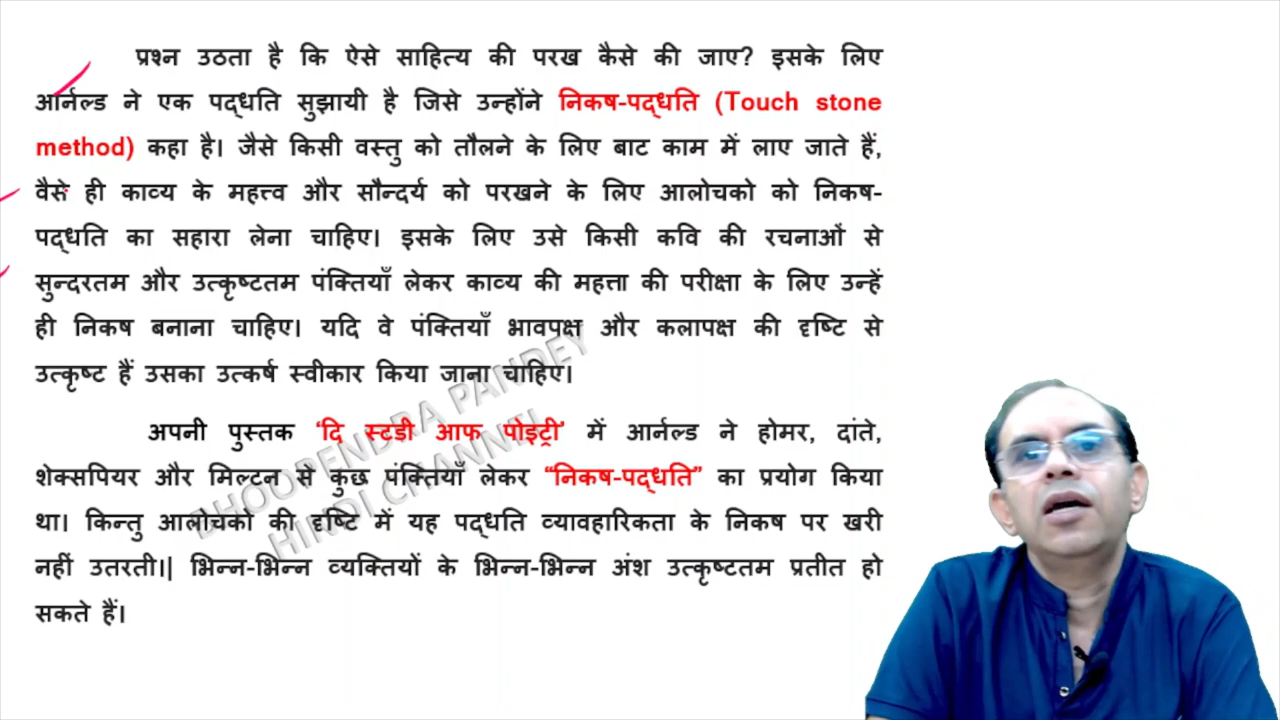 प्रश्न उठता है कि ऐसे साहित्य की परख कैसे की जाए? इसके लिए
आर्नल्ड ने एक पद्धति सुझायी है जिसे उन्होंने निकष-पद्धति (Touch stone
method) कहा है। जैसे किसी वस्तु को तौलने के लिए बाट काम में लाए जाते हैं,
वैसे ही काव्य के महत्त्व और सौन्दर्य को परखने के लिए आलोचको को निकष-
पद्धति का सहारा लेना चाहिए। इसके लिए उसे किसी कवि की रचनाओं से
सुन्दरतम और उत्कृष्टतम पंक्तियाँ लेकर काव्य की महत्ता की परीक्षा के लिए उन्हें
ही निकष बनाना चाहिए। यदि वे पंक्तियाँ भावपक्ष और कलापक्ष की दृष्टि से
उत्कृष्ट हैं उसका उत्कर्ष स्वीकार किया जाना चाहिए।
अपनी पुस्तक ‘दि स्टडी आफ पोइट्री’ में आर्नल्ड ने होमर, दांते,
शेक्सपियर और मिल्टन से कुछ पंक्तियाँ लेकर “निकष-पद्धति” का प्रयोग किया
था। किन्तु आलोचको की दृष्टि में यह पद्धति व्यावहारिकता के निकष पर खरी
नहीं उतरती।| भिन्न-भिन्न व्यक्तियों के भिन्न-भिन्न अंश उत्कृष्टतम प्रतीत हो
सकते हैं।
BHOOPENDRA PANDEY
HINDI CHANNEL